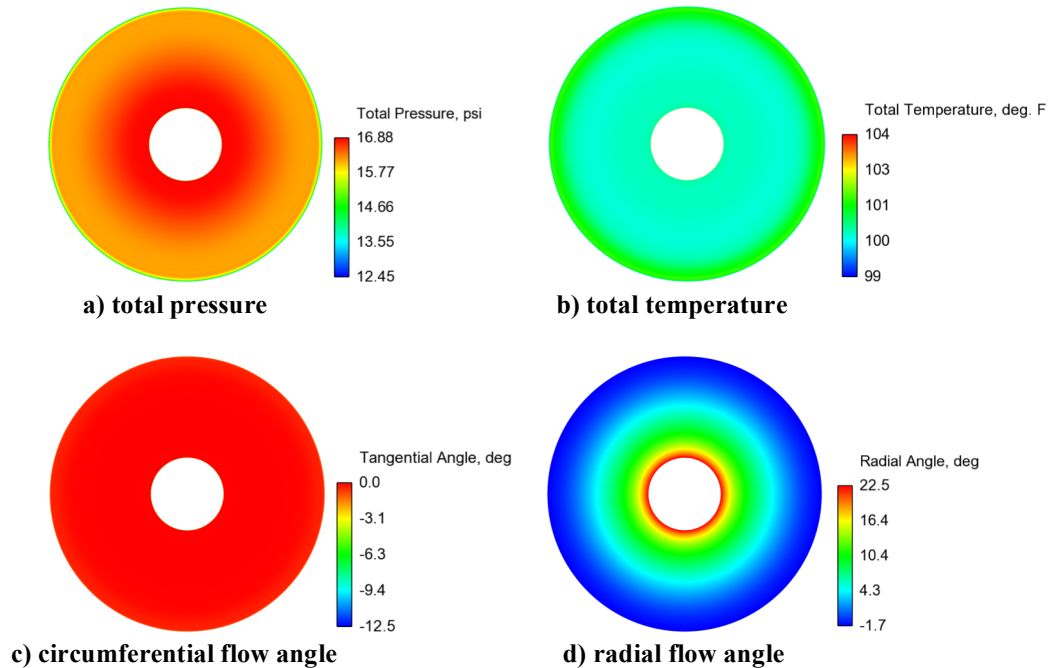 Total Pressure, psi
16.88
15.77
14.66
13.55
12.45
a) total pressure
Total Temperature, deg. F
104
103
101
100
99
b) total temperature
Tangential Angle, deg
0.0
-3.1
-6.3
-9.4
-12.5
c) circumferential flow angle
Radial Angle, deg
22.5
16.4
10.4
4.3
-1.7
d) radial flow angle